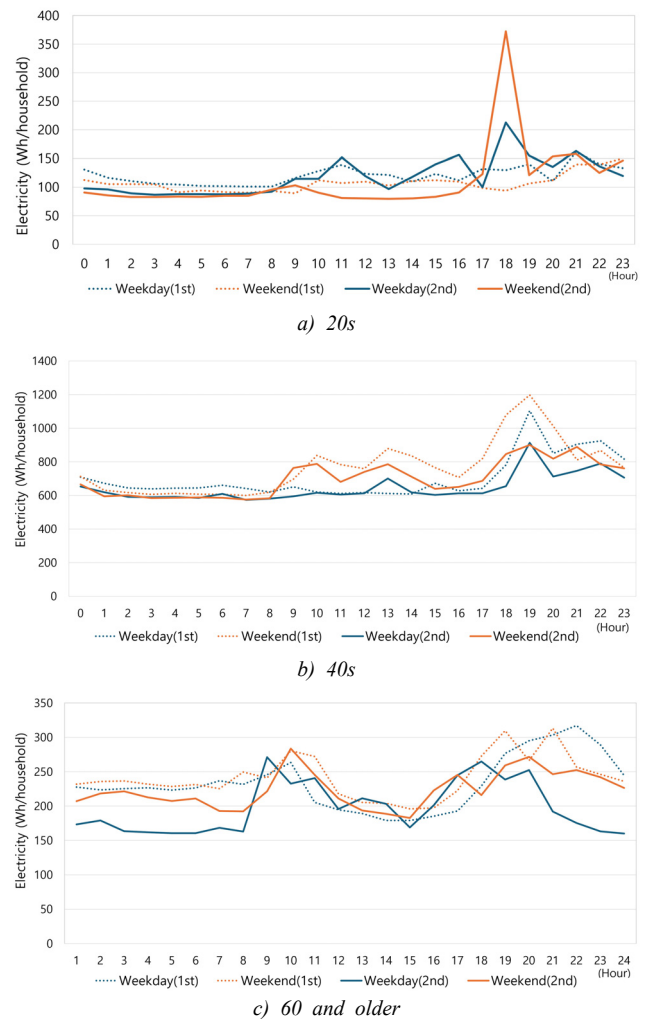 400
350
300
250
200
150
100
50
0
Electricity (Wh/household)
0 1 2 3 4 5 6 7 8 9 10 11 12 13 14 15 16 17 18 19 20 21 22 23
(Hour)
Weekday(1st) Weekend(1st) Weekday(2nd) Weekend(2nd)
a) 20s
1400
1200
1000
800
600
400
200
0
Electricity (Wh/household)
0 1 2 3 4 5 6 7 8 9 10 11 12 13 14 15 16 17 18 19 20 21 22 23
(Hour)
Weekday(1st) Weekend(1st) Weekday(2nd) Weekend(2nd)
b) 40s
350
300
250
200
150
100
50
0
Electricity (Wh/household)
1 2 3 4 5 6 7 8 9 10 11 12 13 14 15 16 17 18 19 20 21 22 23 24
(Hour)
Weekday(1st) Weekend(1st) Weekday(2nd) Weekend(2nd)
c) 60 and older